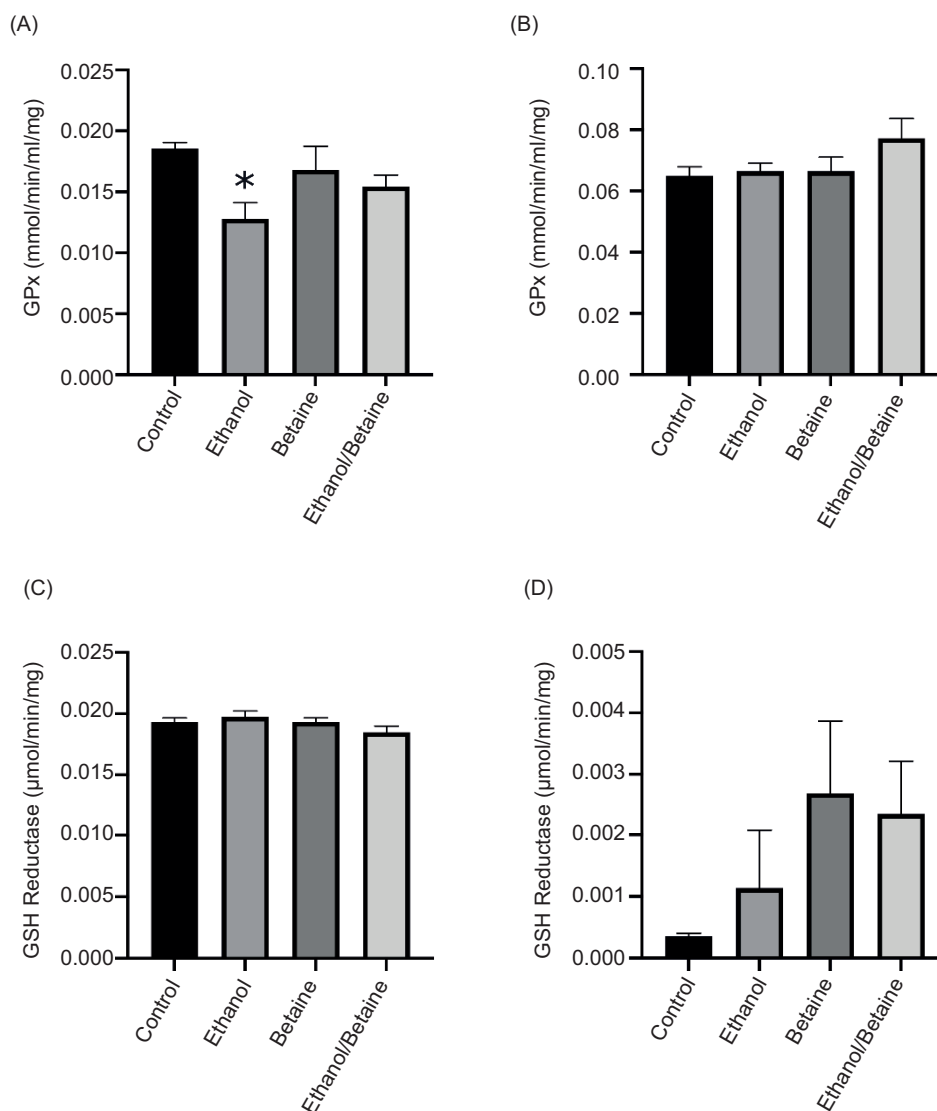 (A)
GPx (mmol/min/ml/mg)
0.025
0.020
0.015
0.010
0.005
0.000
*
Control
Ethanol
Betaine
Ethanol/Betaine
(B)
GPx (mmol/min/ml/mg)
0.10
0.08
0.06
0.04
0.02
0.00
Control
Ethanol
Betaine
Ethanol/Betaine
(C)
GSH Reductase (µmol/min/mg)
0.025
0.020
0.015
0.010
0.005
0.000
Control
Ethanol
Betaine
Ethanol/Betaine
(D)
GSH Reductase (µmol/min/mg)
0.005
0.004
0.003
0.002
0.001
0.000
Control
Ethanol
Betaine
Ethanol/Betaine